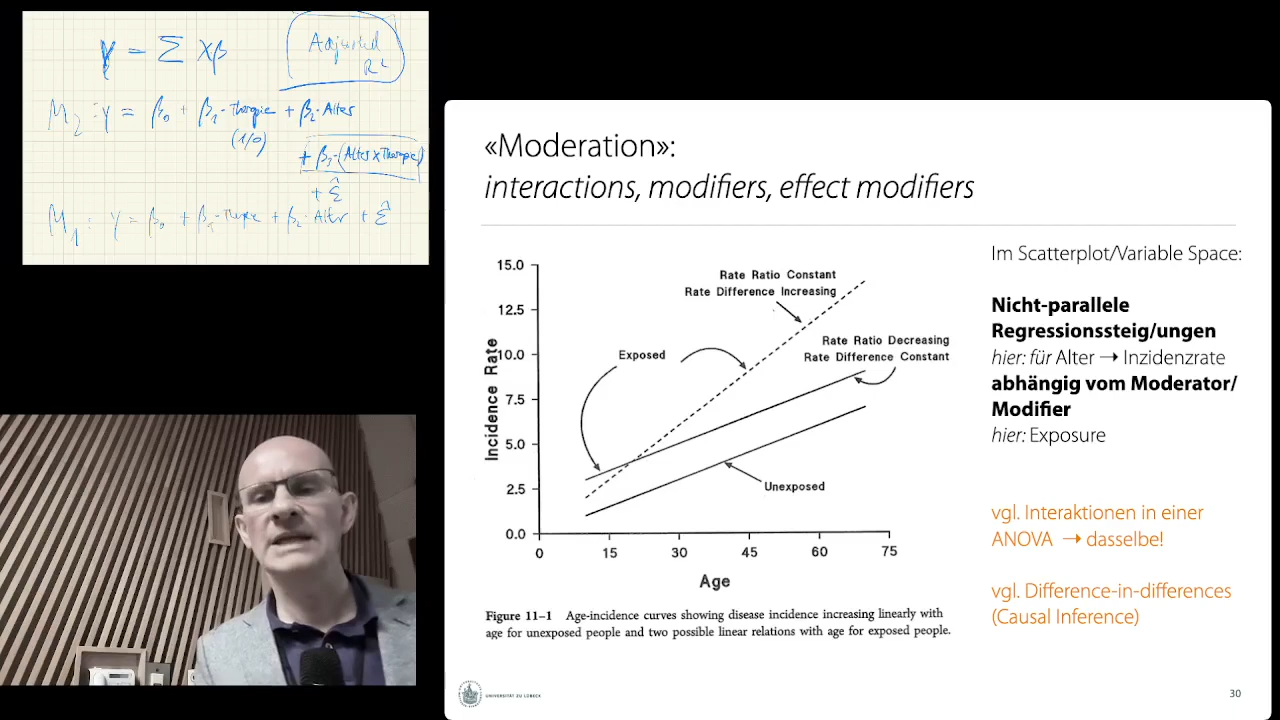 Y = Σ Xβ
Adjusted
R²
M₂ : Y = β₀ + β₁·Therapie + β₂·Alter
(1/0)
+ β₃·(Alter x Therapie)
+ ε̂
M₁ : Y = β₀ + β₁·Therapie + β₂·Alter + ε̂
«Moderation»:
interactions, modifiers, effect modifiers
15.0
12.5
10.0
7.5
5.0
2.5
0.0
Incidence Rate
0 15 30 45 60 75
Age
Rate Ratio Constant
Rate Difference Increasing
Exposed
Rate Ratio Decreasing
Rate Difference Constant
Unexposed
Figure 11–1 Age-incidence curves showing disease incidence increasing linearly with
age for unexposed people and two possible linear relations with age for exposed people.
Im Scatterplot/Variable Space:
Nicht-parallele
Regressionssteig/ungen
hier: für Alter → Inzidenzrate
abhängig vom Moderator/
Modifier
hier: Exposure
vgl. Interaktionen in einer
ANOVA → dasselbe!
vgl. Difference-in-differences
(Causal Inference)
UNIVERSITÄT ZU LÜBECK
30